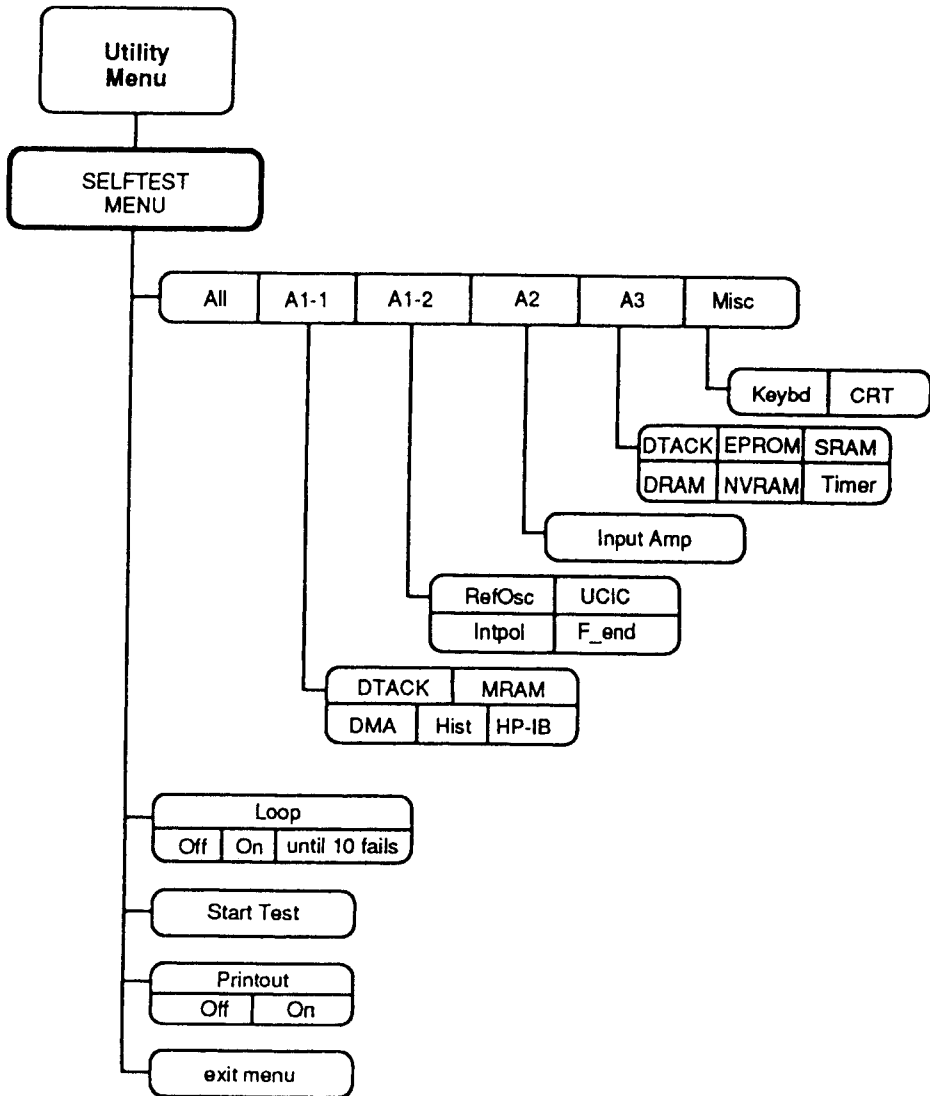 Utility
Menu
SELFTEST
MENU
All A1-1 A1-2 A2 A3 Misc
Keybd CRT
DTACK EPROM SRAM
DRAM NVRAM Timer
Input Amp
RefOsc UCIC
Intpol F_end
DTACK MRAM
DMA Hist HP-IB
Loop
Off On until 10 fails
Start Test
Printout
Off On
exit menu